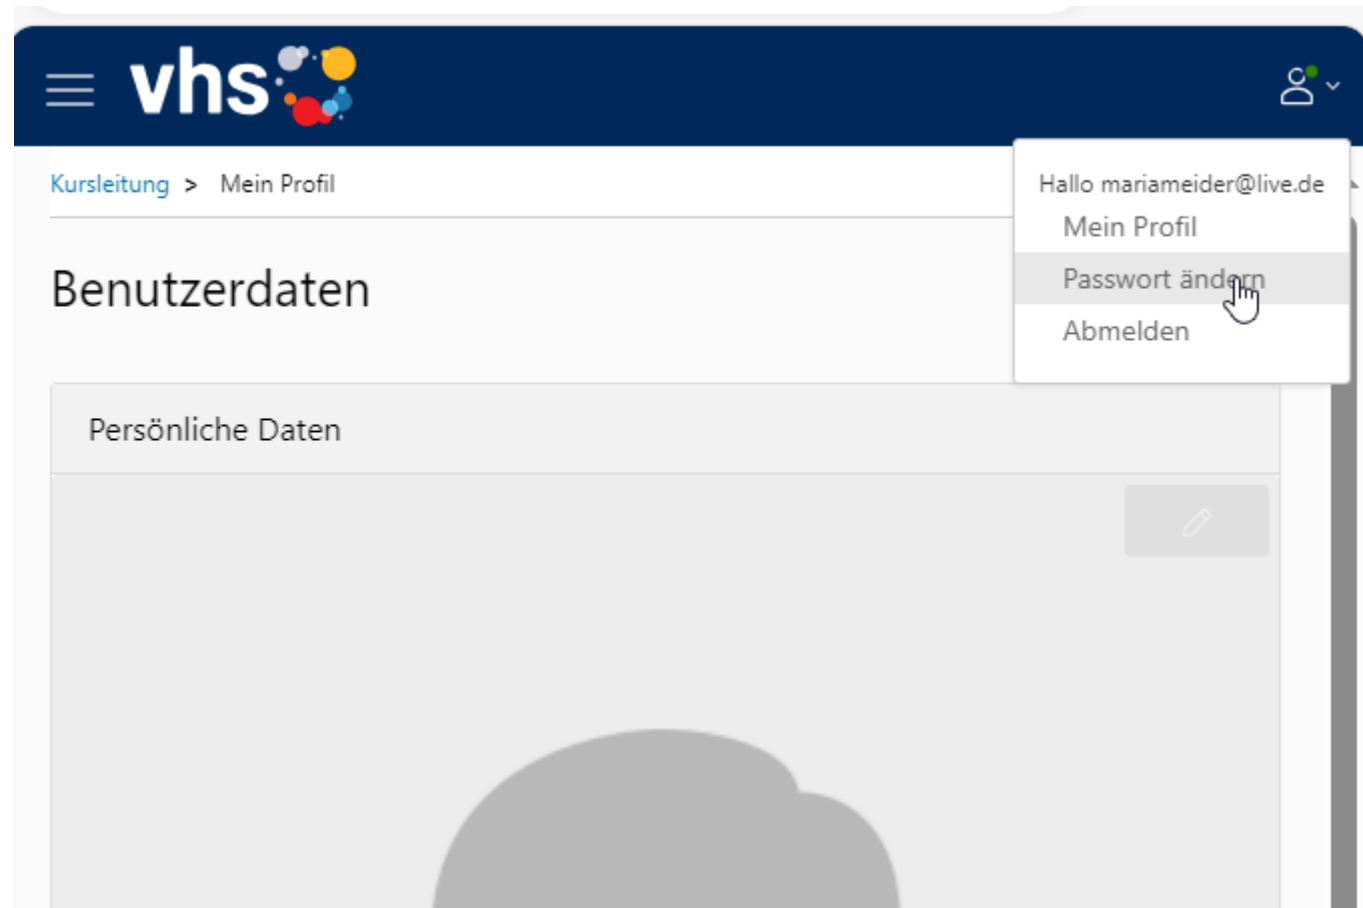 vhs
Kursleitung > Mein Profil
Hallo mariameider@live.de
Mein Profil
Passwort ändern
Abmelden
Benutzerdaten
Persönliche Daten